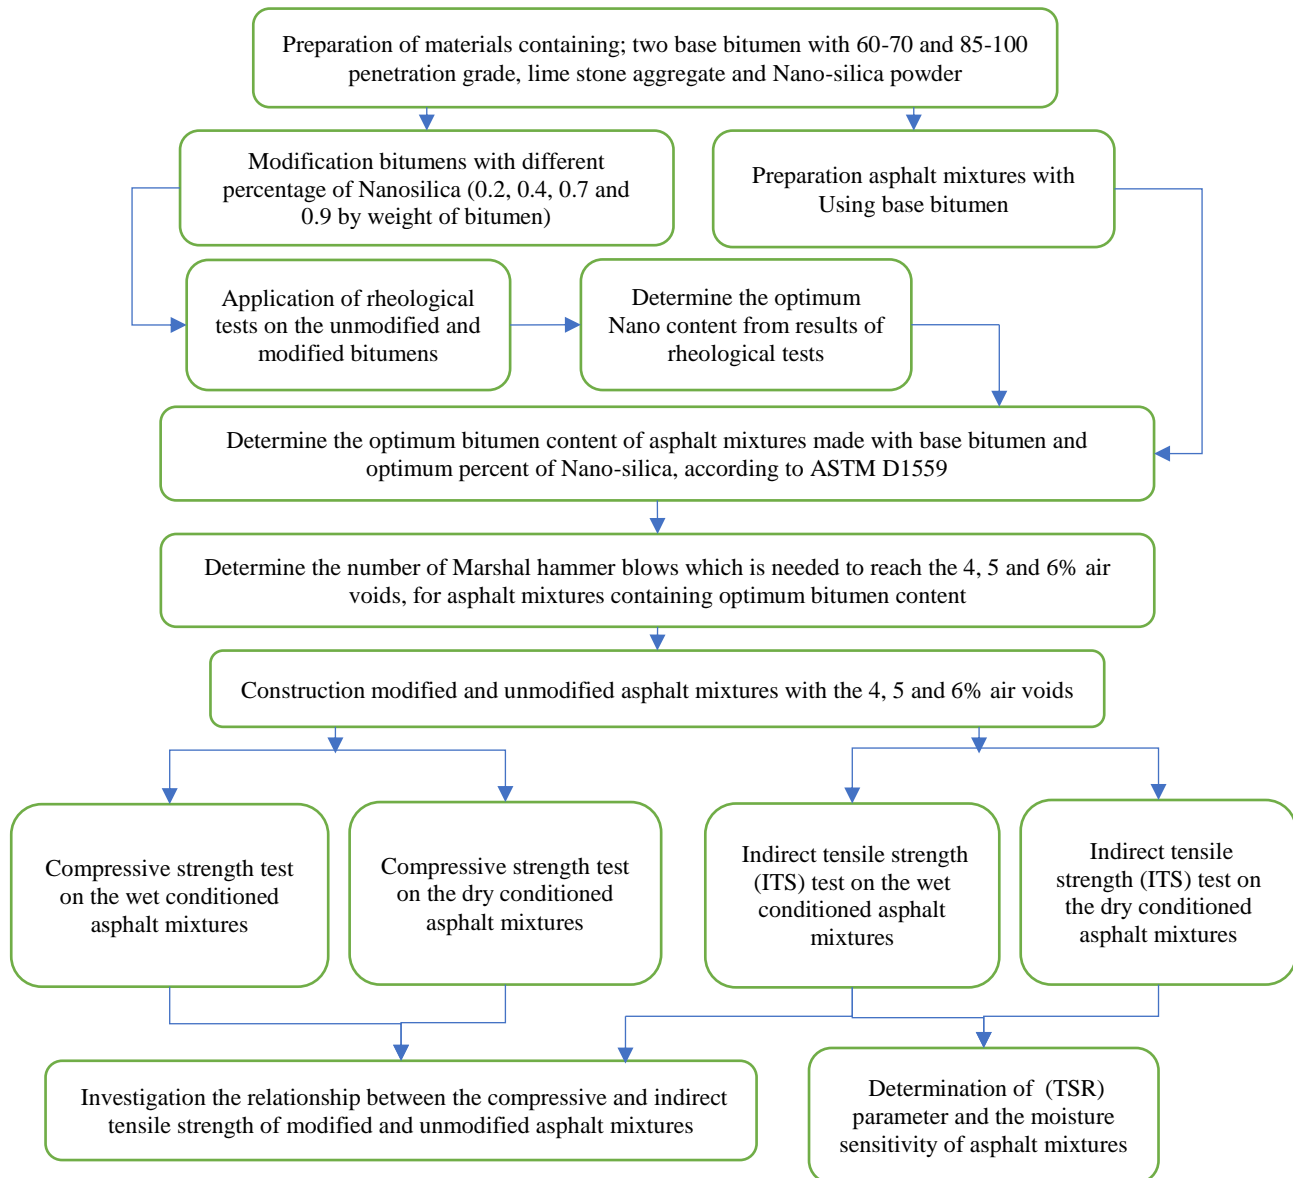 Preparation of materials containing; two base bitumen with 60-70 and 85-100
penetration grade, lime stone aggregate and Nano-silica powder
Modification bitumens with different
percentage of Nanosilica (0.2, 0.4, 0.7 and
0.9 by weight of bitumen)
Preparation asphalt mixtures with
Using base bitumen
Application of rheological
tests on the unmodified and
modified bitumens
Determine the optimum
Nano content from results of
rheological tests
Determine the optimum bitumen content of asphalt mixtures made with base bitumen and
optimum percent of Nano-silica, according to ASTM D1559
Determine the number of Marshal hammer blows which is needed to reach the 4, 5 and 6% air
voids, for asphalt mixtures containing optimum bitumen content
Construction modified and unmodified asphalt mixtures with the 4, 5 and 6% air voids
Compressive strength test
on the wet conditioned
asphalt mixtures
Compressive strength test
on the dry conditioned
asphalt mixtures
Indirect tensile strength
(ITS) test on the wet
conditioned asphalt
mixtures
Indirect tensile
strength (ITS) test on
the dry conditioned
asphalt mixtures
Investigation the relationship between the compressive and indirect
tensile strength of modified and unmodified asphalt mixtures
Determination of (TSR)
parameter and the moisture
sensitivity of asphalt mixtures